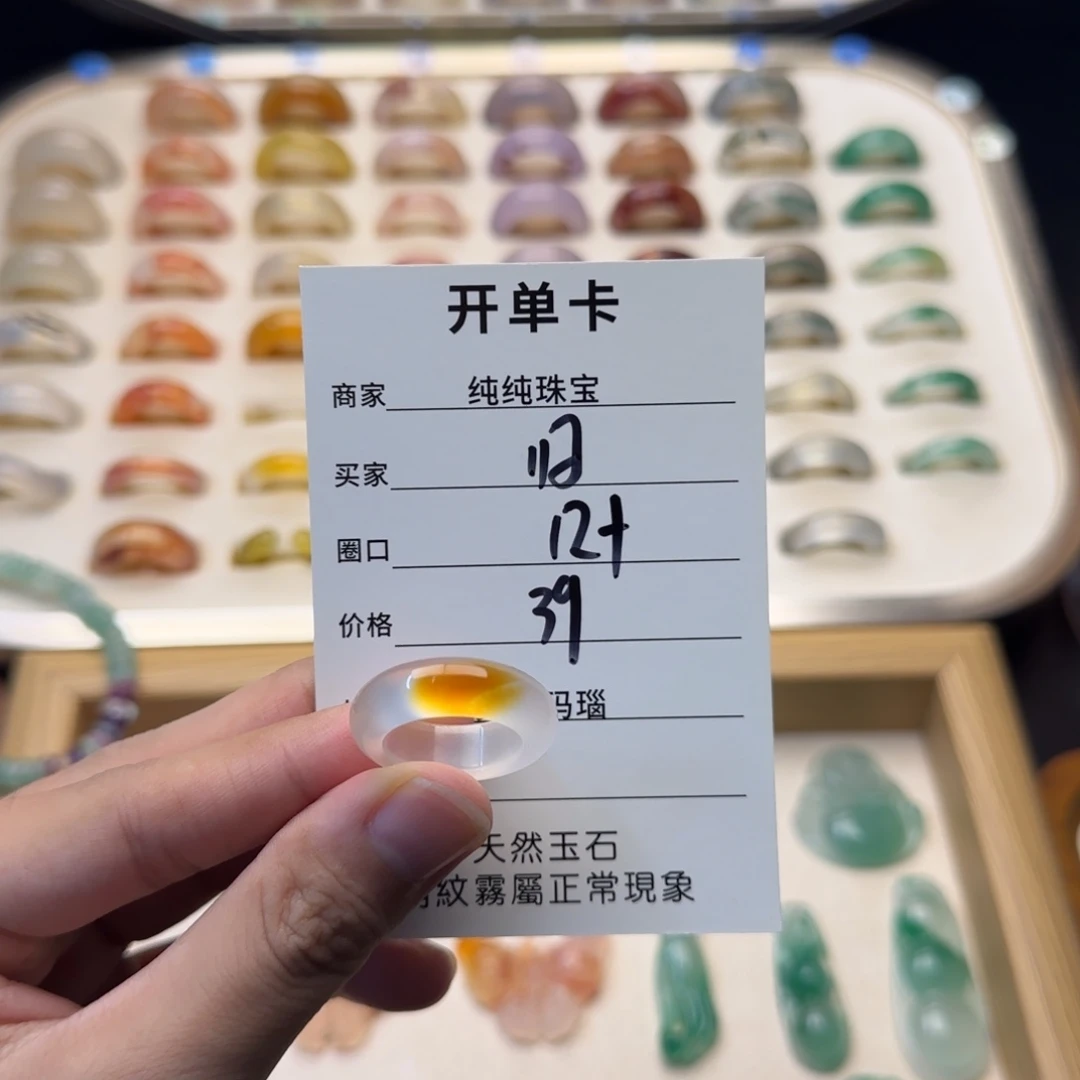 开单卡
商家 纯纯珠宝
买家 归
圈口 12+
价格 39
玛瑙
天然玉石
紋霧屬正常現象